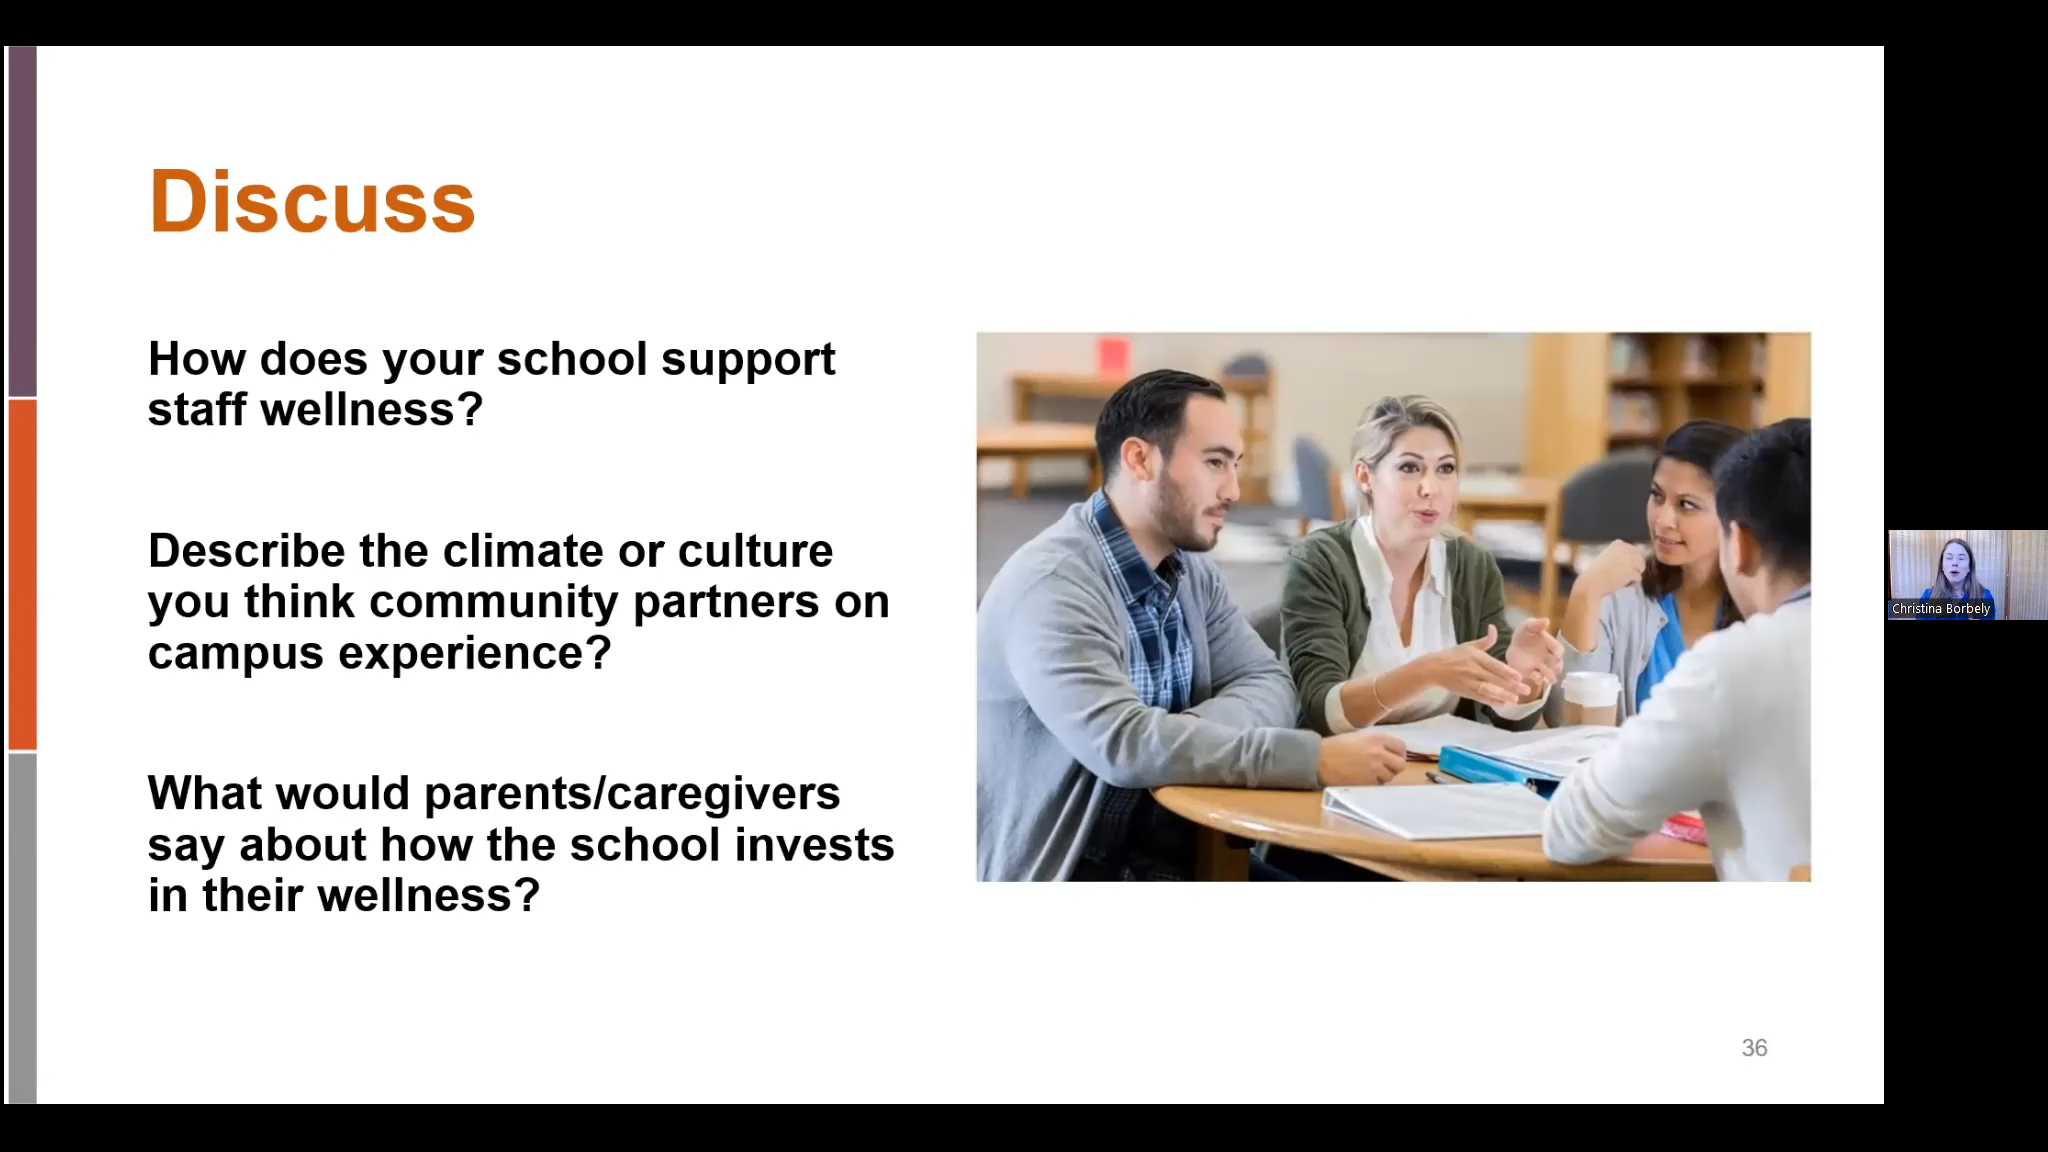 Discuss
How does your school support
staff wellness?
Describe the climate or culture
you think community partners on
campus experience?
What would parents/caregivers
say about how the school invests
in their wellness?
Christina Borbely
36